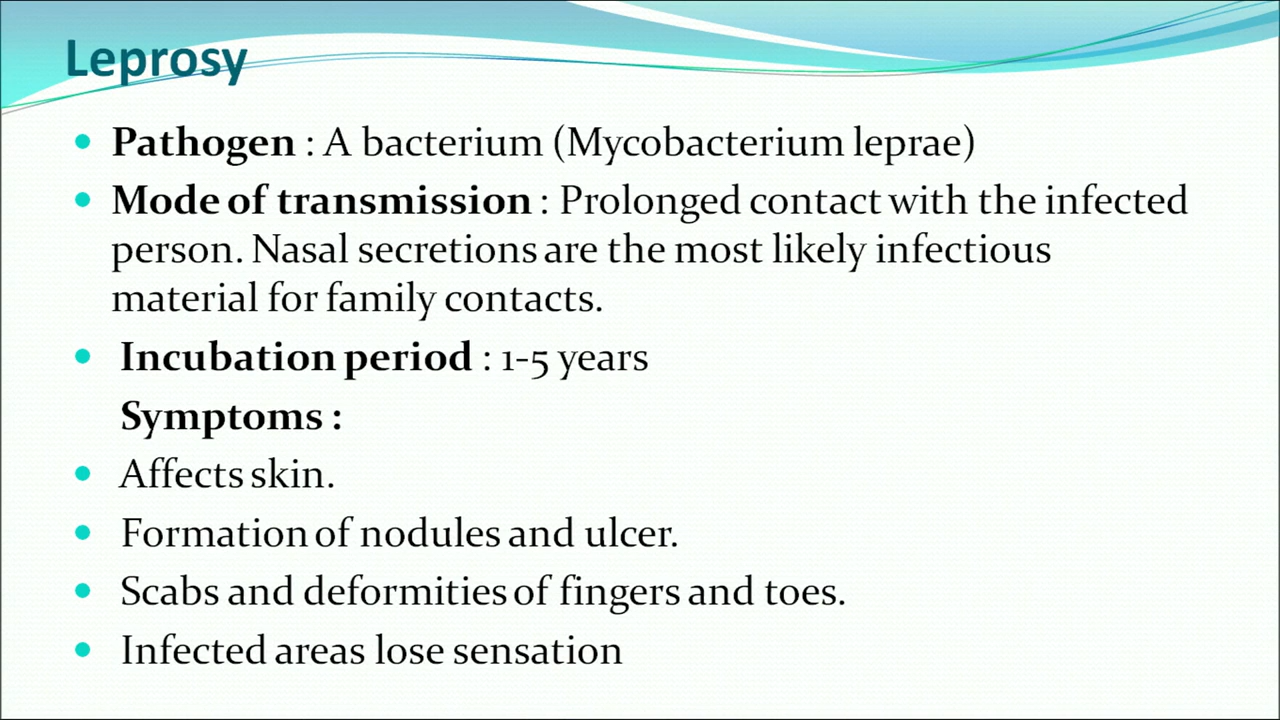 Leprosy
• Pathogen : A bacterium (Mycobacterium leprae)
• Mode of transmission : Prolonged contact with the infected
person. Nasal secretions are the most likely infectious
material for family contacts.
• Incubation period : 1-5 years
Symptoms :
• Affects skin.
• Formation of nodules and ulcer.
• Scabs and deformities of fingers and toes.
• Infected areas lose sensation